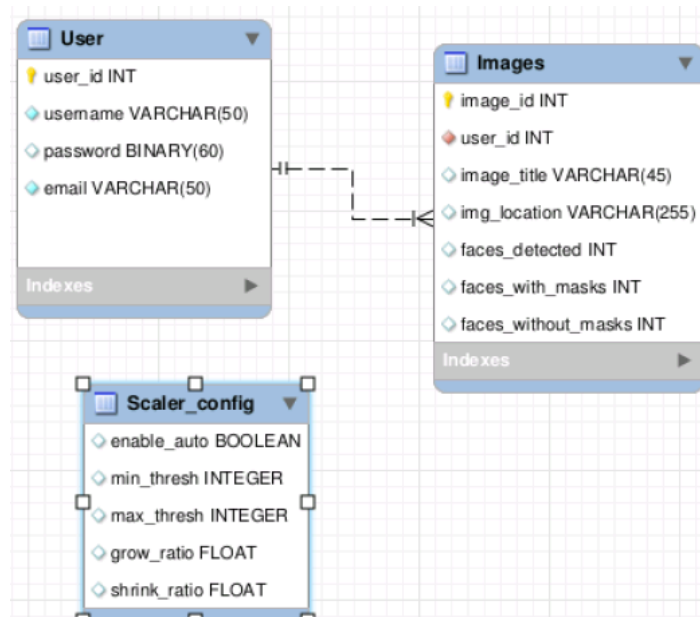 User
user_id INT
username VARCHAR(50)
password BINARY(60)
email VARCHAR(50)
Indexes
Images
image_id INT
user_id INT
image_title VARCHAR(45)
img_location VARCHAR(255)
faces_detected INT
faces_with_masks INT
faces_without_masks INT
Indexes
Scaler_config
enable_auto BOOLEAN
min_thresh INTEGER
max_thresh INTEGER
grow_ratio FLOAT
shrink_ratio FLOAT